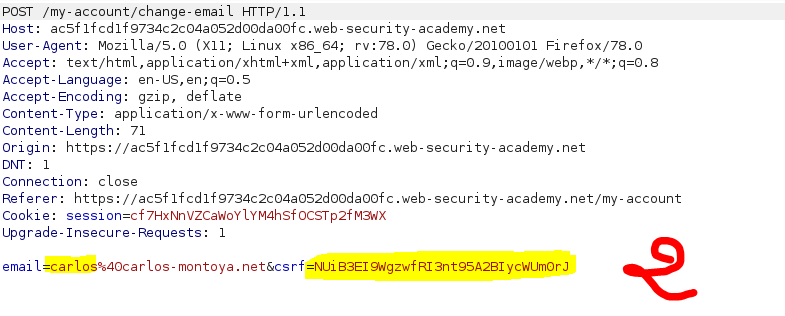 POST /my-account/change-email HTTP/1.1
Host: ac5f1fcd1f9734c2c04a052d00da00fc.web-security-academy.net
User-Agent: Mozilla/5.0 (X11; Linux x86_64; rv:78.0) Gecko/20100101 Firefox/78.0
Accept: text/html,application/xhtml+xml,application/xml;q=0.9,image/webp,*/*;q=0.8
Accept-Language: en-US,en;q=0.5
Accept-Encoding: gzip, deflate
Content-Type: application/x-www-form-urlencoded
Content-Length: 71
Origin: https://ac5f1fcd1f9734c2c04a052d00da00fc.web-security-academy.net
DNT: 1
Connection: close
Referer: https://ac5f1fcd1f9734c2c04a052d00da00fc.web-security-academy.net/my-account
Cookie: session=cf7HxNnVZCaWoYlYM4hSfOCSTp2fM3WX
Upgrade-Insecure-Requests: 1
email=carlos%40carlos-montoya.net&csrf=NUiB3EI9WgzwfRI3nt95A2BIycWUmOrJ
2